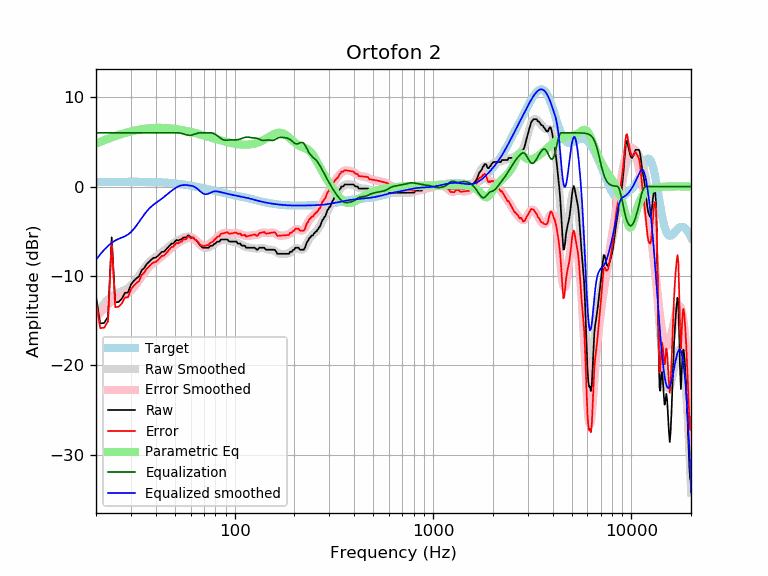 Ortofon 2
10
0
−10
−20
−30
Amplitude (dBr)
Target
Raw Smoothed
Error Smoothed
Raw
Error
Parametric Eq
Equalization
Equalized smoothed
100 1000 10000
Frequency (Hz)